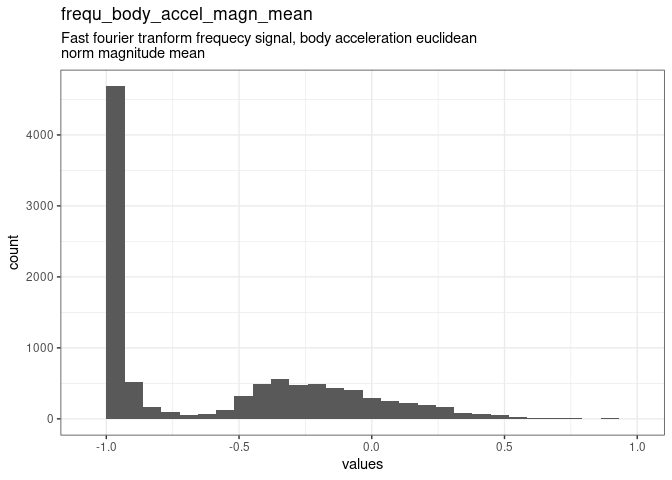 frequ_body_accel_magn_mean
Fast fourier tranform frequecy signal, body acceleration euclidean
norm magnitude mean
4000
3000
2000
1000
0
count
-1.0 -0.5 0.0 0.5 1.0
values